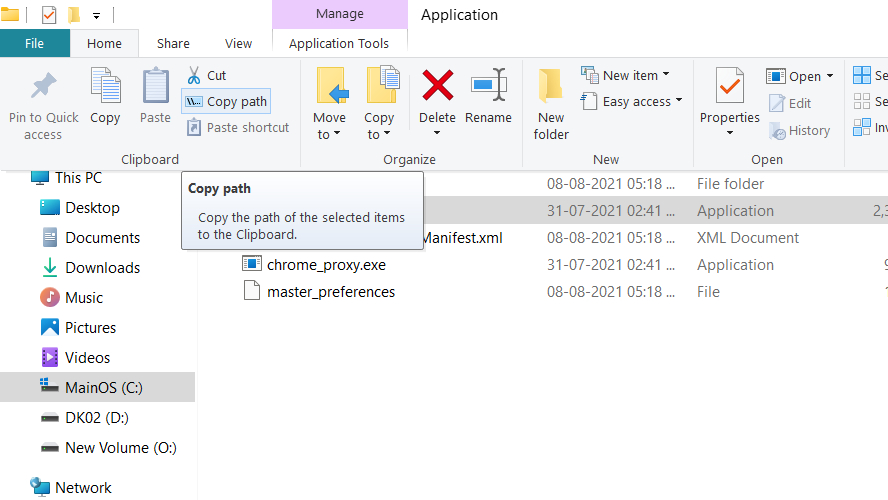 Manage
Application
File
Home
Share
View
Application Tools
Pin to Quick
access
Copy
Paste
Cut
Copy path
Paste shortcut
Clipboard
Move
to
Copy
to
Delete
Rename
Organize
New
folder
New item
Easy access
New
Properties
Open
Edit
History
Open
Se
Se
Inv
This PC
Desktop
Documents
Downloads
Music
Pictures
Videos
MainOS (C:)
DK02 (D:)
New Volume (O:)
Network
Copy path
Copy the path of the selected items
to the Clipboard.
08-08-2021 05:18 ... File folder
31-07-2021 02:41 ... Application 2,3
Manifest.xml 08-08-2021 05:18 ... XML Document
chrome_proxy.exe 31-07-2021 02:41 ... Application 9
master_preferences 08-08-2021 05:18 ... File 1